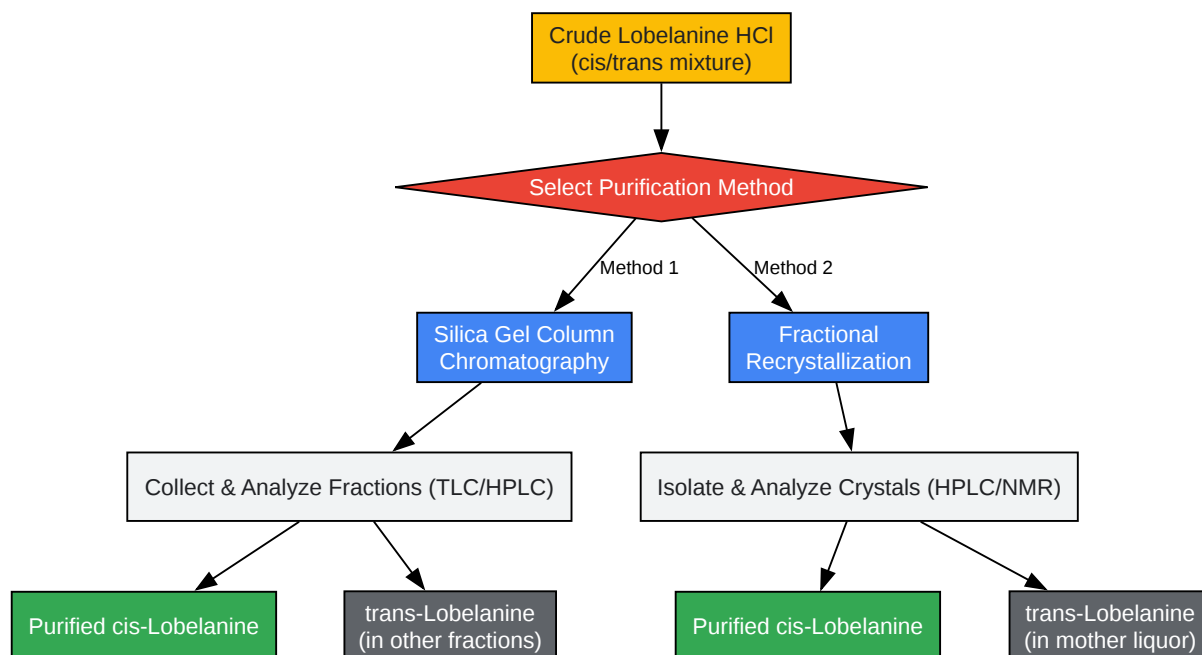 Crude Lobelanine HCl
(cis/trans mixture)
Select Purification Method
Method 1
Method 2
Silica Gel Column
Chromatography
Fractional
Recrystallization
Collect & Analyze Fractions (TLC/HPLC)
Isolate & Analyze Crystals (HPLC/NMR)
Purified cis-Lobelanine
trans-Lobelanine
(in other fractions)
Purified cis-Lobelanine
trans-Lobelanine
(in mother liquor)